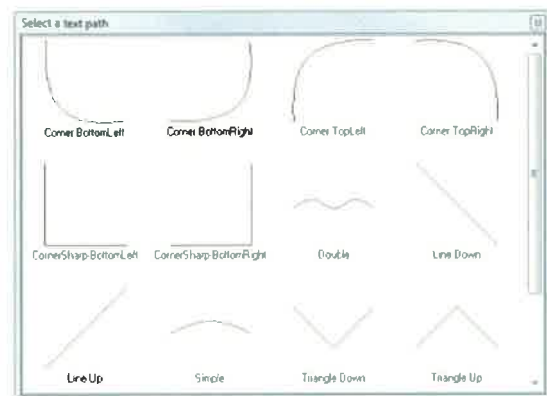 Select a text path
Corner BottomLeft
Corner BottomRight
Corner TopLeft
Corner TopRight
CornerSharp BottomLeft
CornerSharp BottomRight
Double
Line Down
Line Up
Simple
Triangle Down
Triangle Up